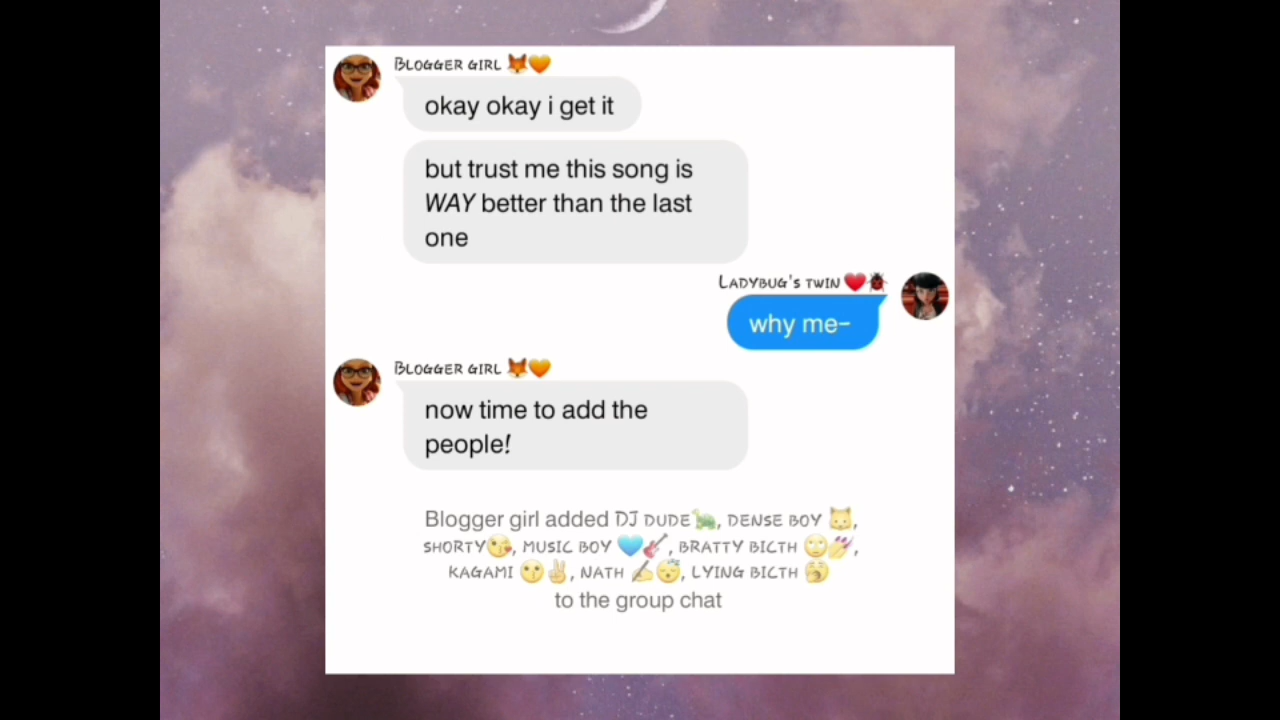 Blogger girl 🦊🧡
okay okay i get it
but trust me this song is
WAY better than the last
one
Ladybug's twin ❤️🐞
why me-
Blogger girl 🦊🧡
now time to add the
people!
Blogger girl added DJ dude🐢, dense boy 🐱,
shorty😘, music boy 💙🎸, bratty bicth 🙄💅,
kagami 😗✌️, nath ✍️😴, lying bicth 🤥
to the group chat